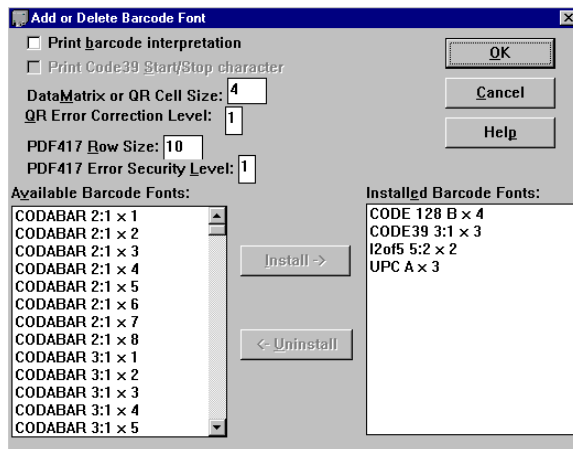 Add or Delete Barcode Font
Print barcode interpretation
Print Code39 Start/Stop character
DataMatrix or QR Cell Size: 4
QR Error Correction Level: 1
PDF417 Row Size: 10
PDF417 Error Security Level: 1
OK
Cancel
Help
Available Barcode Fonts:
CODABAR 2:1 × 1
CODABAR 2:1 × 2
CODABAR 2:1 × 3
CODABAR 2:1 × 4
CODABAR 2:1 × 5
CODABAR 2:1 × 6
CODABAR 2:1 × 7
CODABAR 2:1 × 8
CODABAR 3:1 × 1
CODABAR 3:1 × 2
CODABAR 3:1 × 3
CODABAR 3:1 × 4
CODABAR 3:1 × 5
Install ->
<- Uninstall
Installed Barcode Fonts:
CODE 128 B × 4
CODE39 3:1 × 3
I2of5 5:2 × 2
UPC A × 3